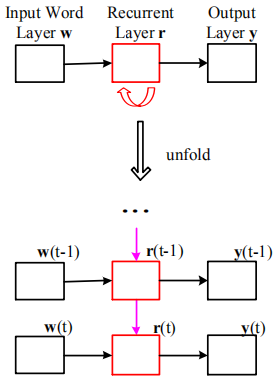 Input Word Recurrent Output
Layer w Layer r Layer y
unfold
...
w(t-1) r(t-1) y(t-1)
w(t) r(t) y(t)